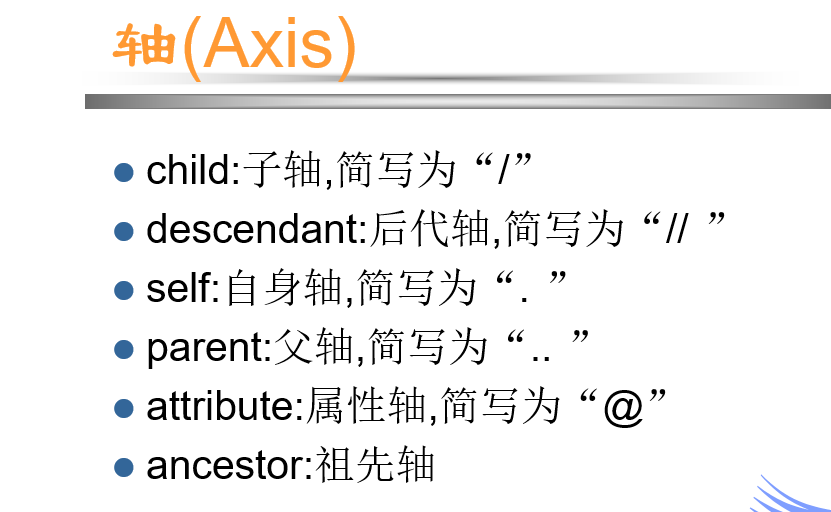 轴(Axis)
child:子轴,简写为“/”
descendant:后代轴,简写为“// ”
self:自身轴,简写为“. ”
parent:父轴,简写为“.. ”
attribute:属性轴,简写为“@”
ancestor:祖先轴